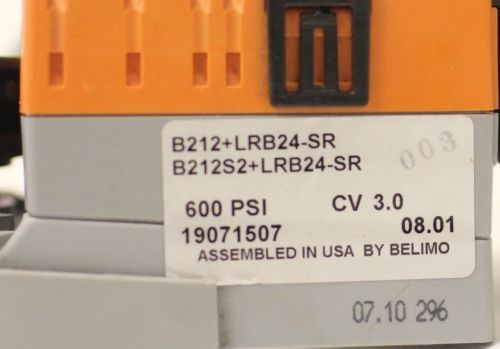 B212+LRB24-SR
B212S2+LRB24-SR
003
600 PSI CV 3.0
19071507 08.01
ASSEMBLED IN USA BY BELIMO
07.10 296